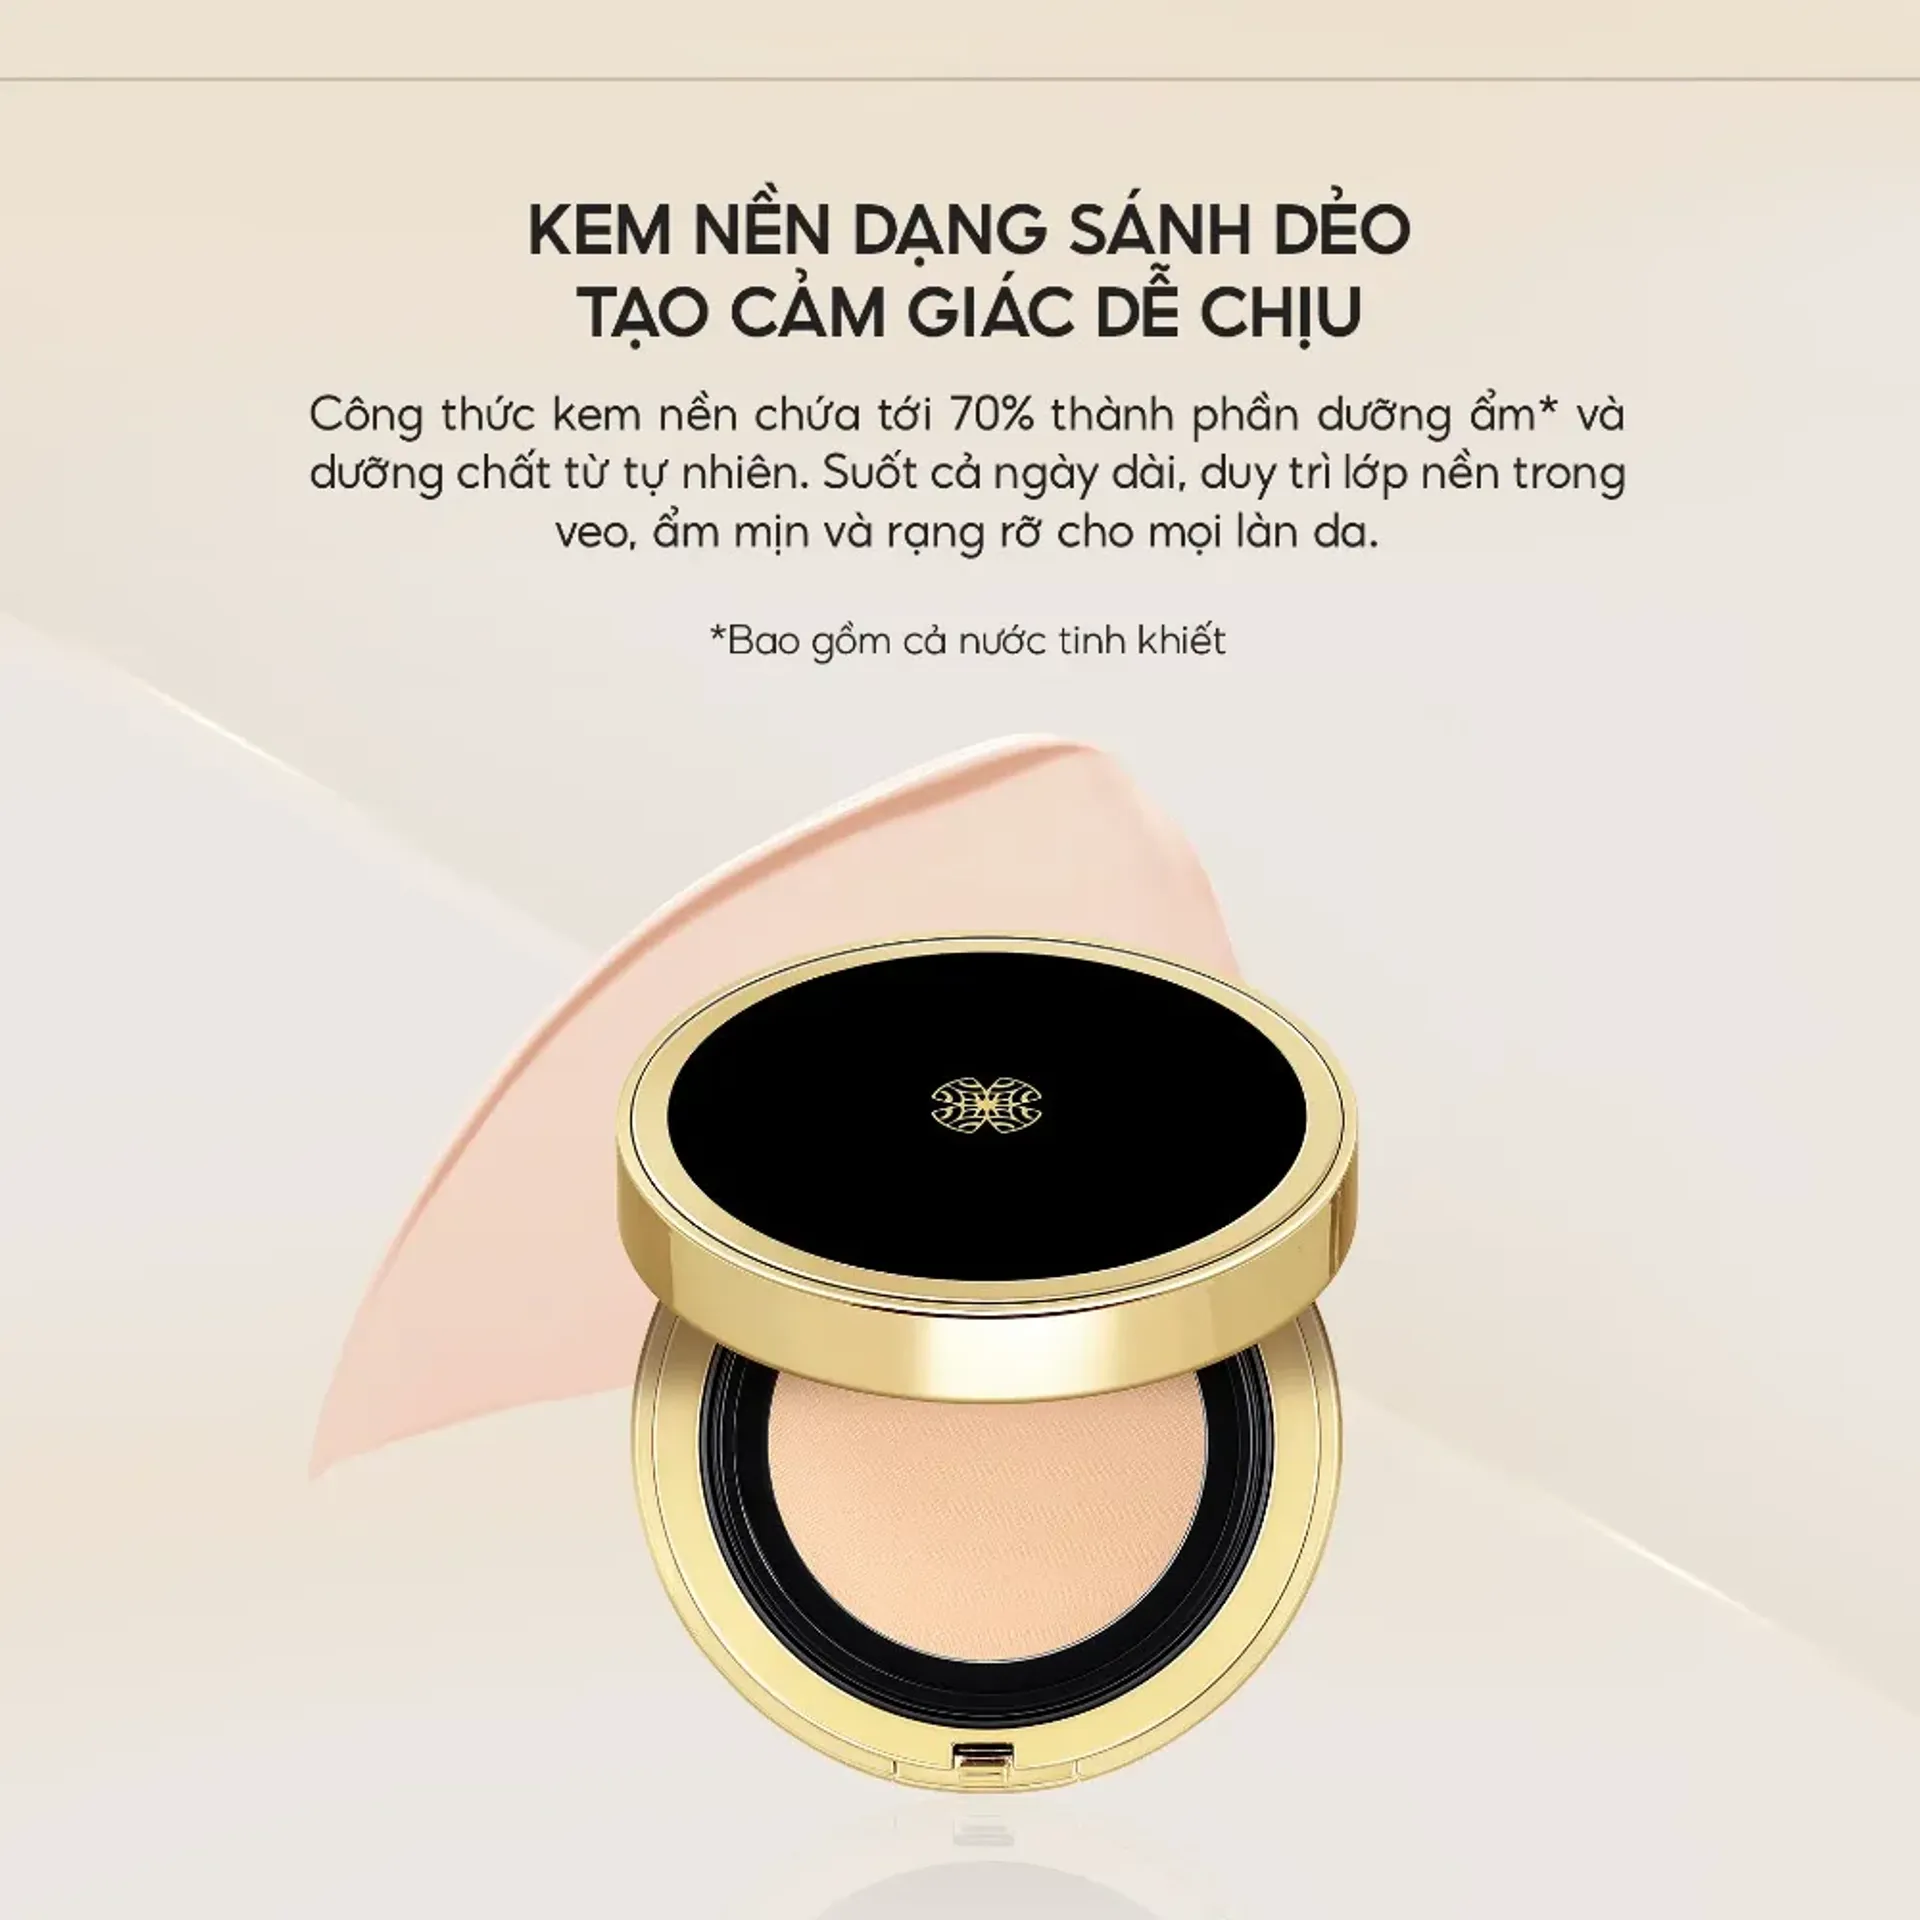 KEM NỀN DẠNG SÁNH DẺO
TẠO CẢM GIÁC DỄ CHỊU
Công thức kem nền chứa tới 70% thành phần dưỡng ẩm* và
dưỡng chất từ tự nhiên. Suốt cả ngày dài, duy trì lớp nền trong
veo, ẩm mịn và rạng rỡ cho mọi làn da.
*Bao gồm cả nước tinh khiết